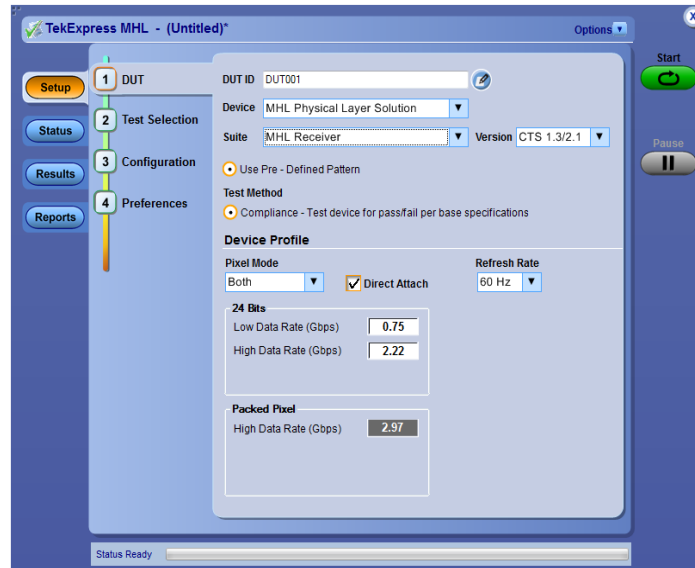 TekExpress MHL - (Untitled)*
Options
Setup
Status
Results
Reports
1 DUT
2 Test Selection
3 Configuration
4 Preferences
DUT ID DUT001
Device MHL Physical Layer Solution
Suite MHL Receiver Version CTS 1.3/2.1
Use Pre - Defined Pattern
Test Method
Compliance - Test device for pass/fail per base specifications
Device Profile
Pixel Mode Refresh Rate
Both Direct Attach 60 Hz
24 Bits
Low Data Rate (Gbps) 0.75
High Data Rate (Gbps) 2.22
Packed Pixel
High Data Rate (Gbps) 2.97
Start
Pause
Status Ready